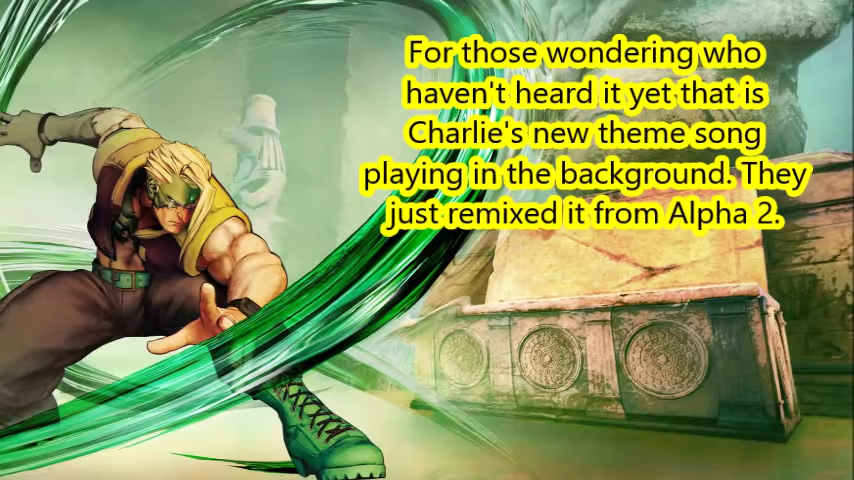 For those wondering who
haven't heard it yet that is
Charlie's new theme song
playing in the background. They
just remixed it from Alpha 2.